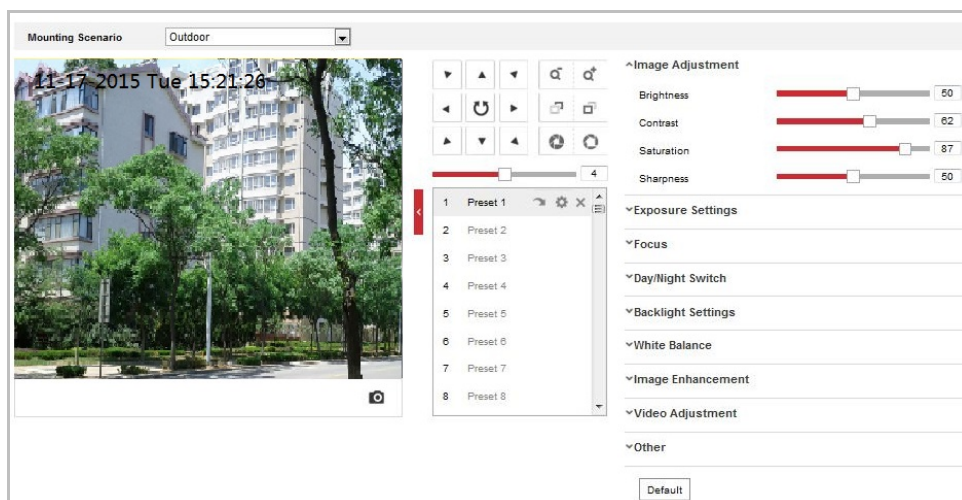 Mounting Scenario Outdoor
11-17-2015 Tue 15:21:26
4
1 Preset 1
2 Preset 2
3 Preset 3
4 Preset 4
5 Preset 5
6 Preset 6
7 Preset 7
8 Preset 8
Image Adjustment
Brightness 50
Contrast 62
Saturation 87
Sharpness 50
Exposure Settings
Focus
Day/Night Switch
Backlight Settings
White Balance
Image Enhancement
Video Adjustment
Other
Default